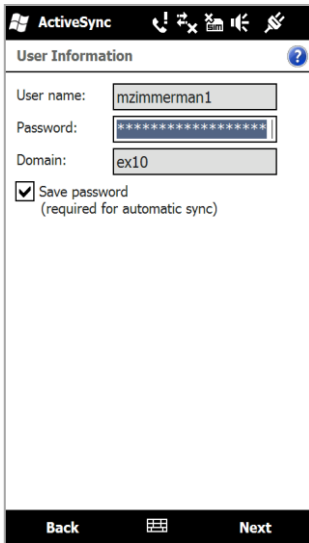 ActiveSync
User Information
User name: mzimmerman1
Password: ******************
Domain: ex10
Save password
(required for automatic sync)
Back Next